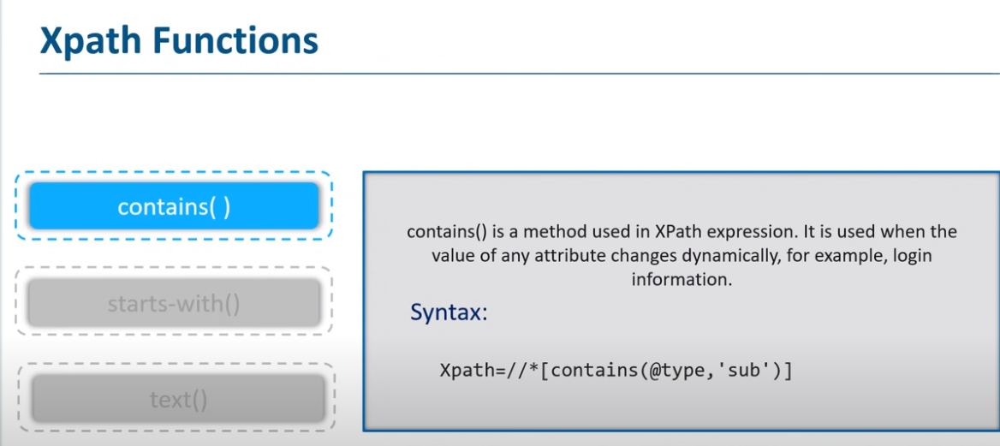 Xpath Functions
contains( )
starts-with()
text()
contains() is a method used in XPath expression. It is used when the
value of any attribute changes dynamically, for example, login
information.
Syntax:
Xpath=//*[contains(@type,'sub')]